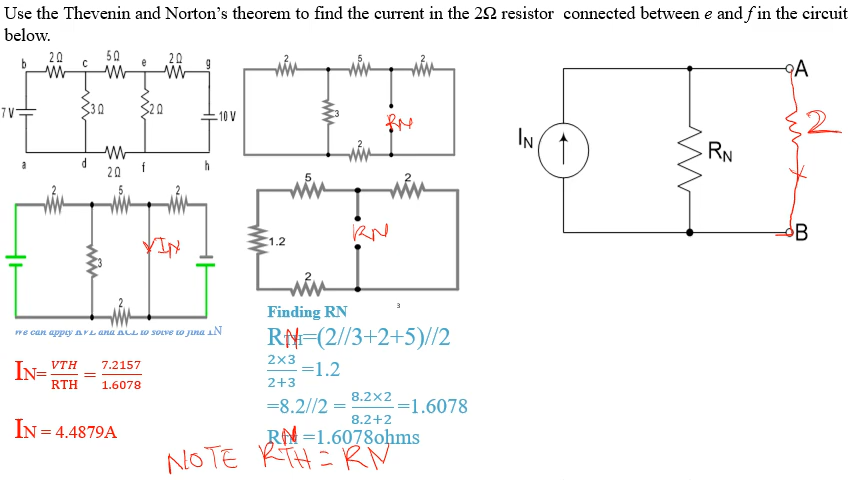 Use the Thevenin and Norton's theorem to find the current in the 2Ω resistor connected between e and f in the circuit
below.
b 2Ω c 5Ω e 2Ω g
7V 3Ω 2Ω 10 V
a d 2Ω f h
2 5 2
3 RN
2
IN RN A 2 B
2 5 2
3 VIN
2
5 2
1.2 RN
2
3
We can apply KVL and KCL to solve to find IN
Finding RN
RN=(2//3+2+5)//2
2×3
2+3
=1.2
=8.2//2 = 8.2×2
8.2+2
=1.6078
RN =1.6078ohms
IN= VTH
RTH
= 7.2157
1.6078
IN = 4.4879A
NOTE RTH = RN